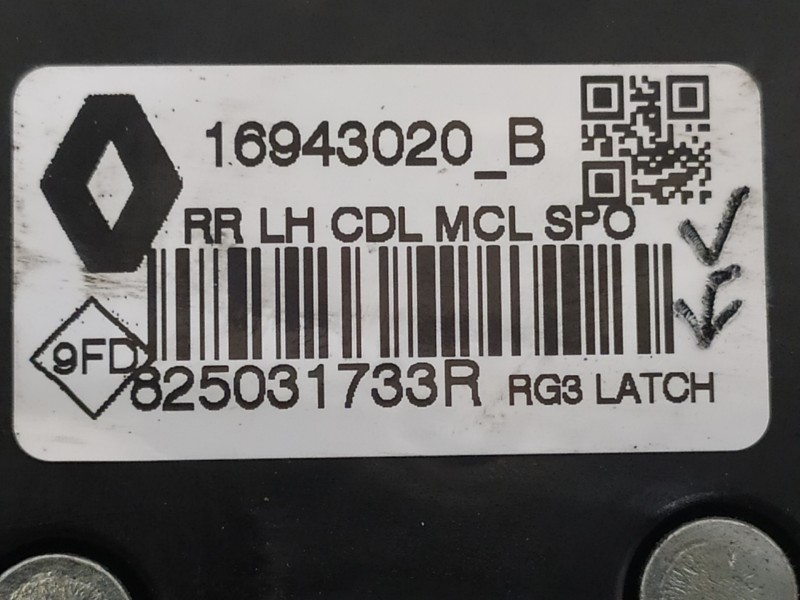 16943020_B
RR LH CDL MCL SPO
9FD
825031733R RG3 LATCH